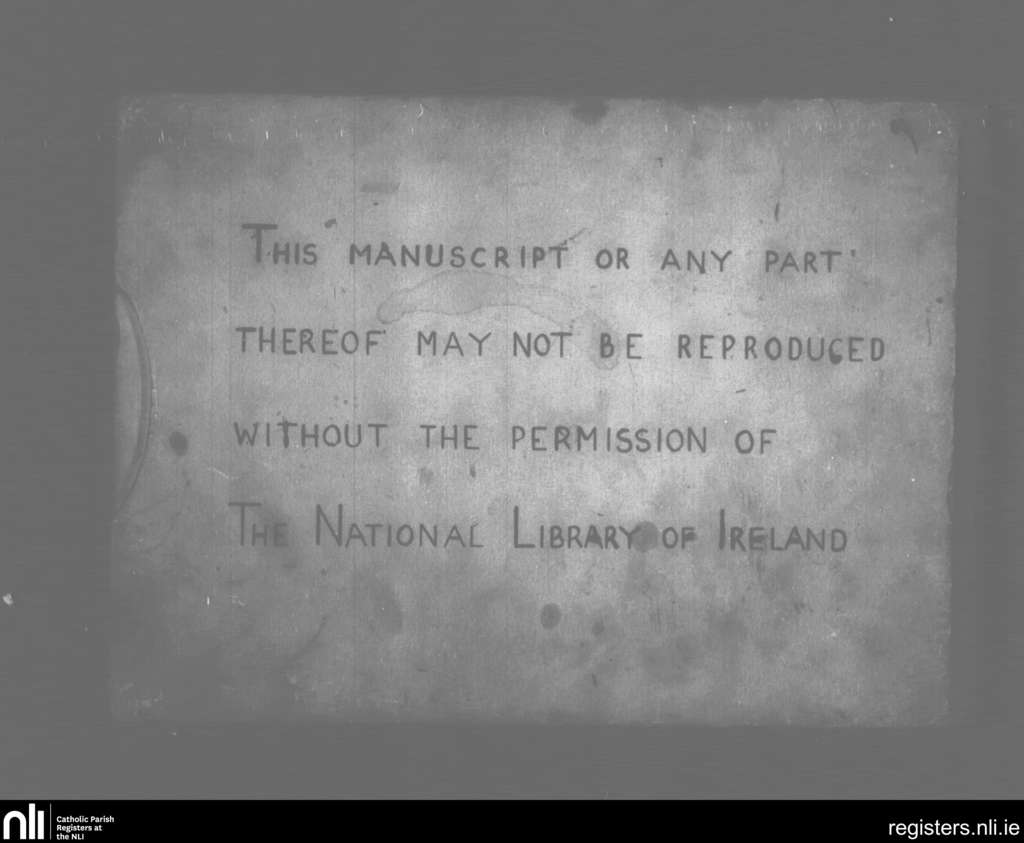 This manuscript or any part
thereof may not be reproduced
without the permission of
The National Library of Ireland
nli
Catholic Parish
Registers at
the NLI
registers.nli.ie